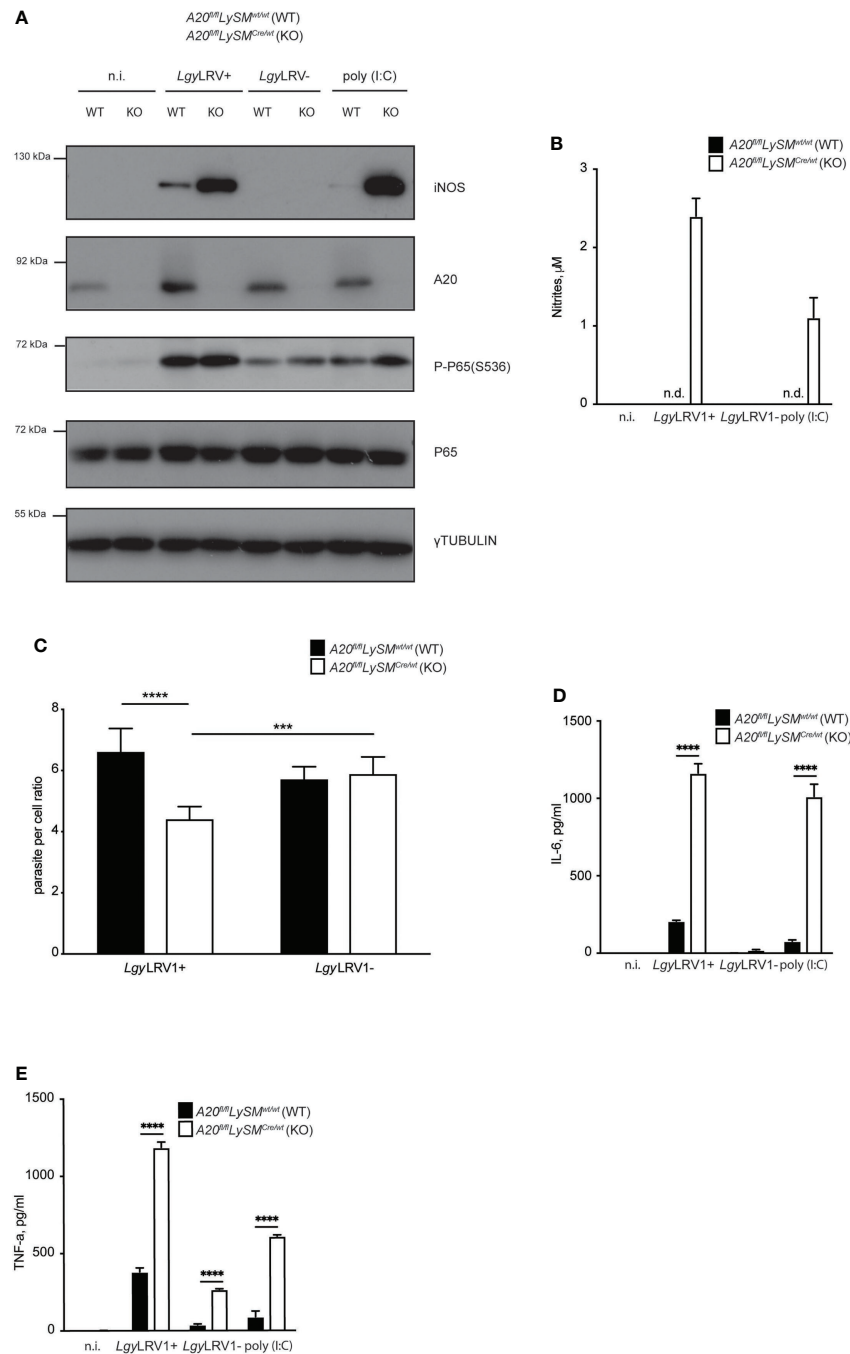 A
A20fl/flLySMwt/wt (WT)
A20fl/flLySMCre/wt (KO)
n.i. LgyLRV+ LgyLRV- poly (I:C)
WT KO WT KO WT KO WT KO
130 kDa
iNOS
92 kDa
A20
72 kDa
P-P65(S536)
72 kDa
P65
55 kDa
γTUBULIN
B
A20fl/flLySMwt/wt (WT)
A20fl/flLySMCre/wt (KO)
3
2
1
0
Nitrites, μM
n.d. n.d.
n.i. LgyLRV1+ LgyLRV1- poly (I:C)
C
A20fl/flLySMwt/wt (WT)
A20fl/flLySMCre/wt (KO)
8
6
4
2
0
parasite per cell ratio
****
***
LgyLRV1+ LgyLRV1-
D
A20fl/flLySMwt/wt (WT)
A20fl/flLySMCre/wt (KO)
1500
1000
500
0
IL-6, pg/ml
**** ****
n.i. LgyLRV1+ LgyLRV1- poly (I:C)
E
A20fl/flLySMwt/wt (WT)
A20fl/flLySMCre/wt (KO)
1500
1000
500
0
TNF-a, pg/ml
**** **** ****
n.i. LgyLRV1+ LgyLRV1- poly (I:C)